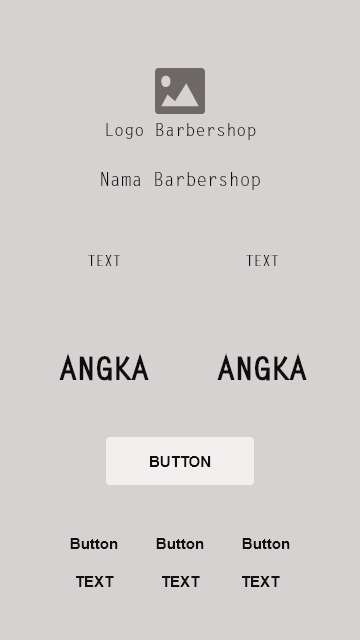 Logo Barbershop
Nama Barbershop
TEXT TEXT
ANGKA ANGKA
BUTTON
Button Button Button
TEXT TEXT TEXT